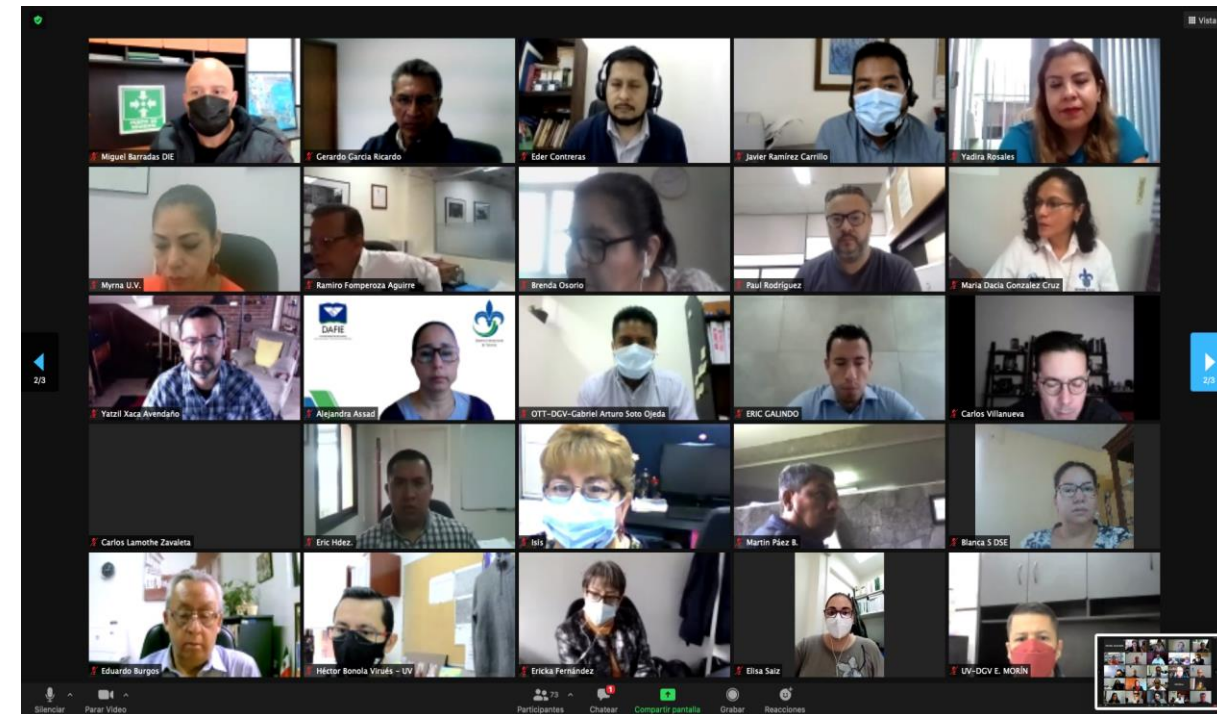 Vista
Miguel Barradas DIE
Gerardo Garcia Ricardo
Eder Contreras
Javier Ramírez Carrillo
Yadira Rosales
Myrna U.V.
Ramiro Fomperoza Aguirre
Brenda Osorio
Paul Rodríguez
Maria Dacia Gonzalez Cruz
DAFIE
Yatzil Xaca Avendaño
Alejandra Assad
OTT-DGV-Gabriel Arturo Soto Ojeda
ERIC GALINDO
Carlos Villanueva
2/3
2/3
Carlos Lamothe Zavaleta
Eric Hdez.
Isis
Martin Páez B.
Blanca S DSE
Eduardo Burgos
Héctor Bonola Virués - UV
Ericka Fernández
Elisa Saiz
UV-DGV E. MORÍN
Silenciar
Parar Video
Participantes
73
Chatear
1
Compartir pantalla
Grabar
Reacciones